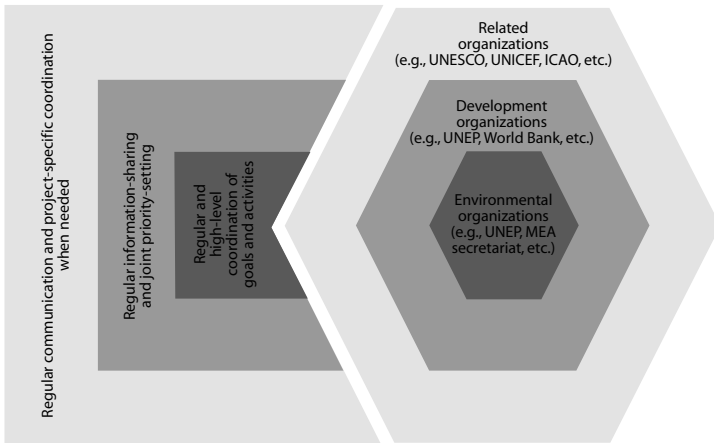 Regular communication and project-specific coordination
when needed
Regular information-sharing
and joint priority-setting
Regular and
high-level
coordination of
goals and activities
Related
organizations
(e.g., UNESCO, UNICEF, ICAO, etc.)
Development
organizations
(e.g., UNEP, World Bank, etc.)
Environmental
organizations
(e.g., UNEP, MEA
secretariat, etc.)